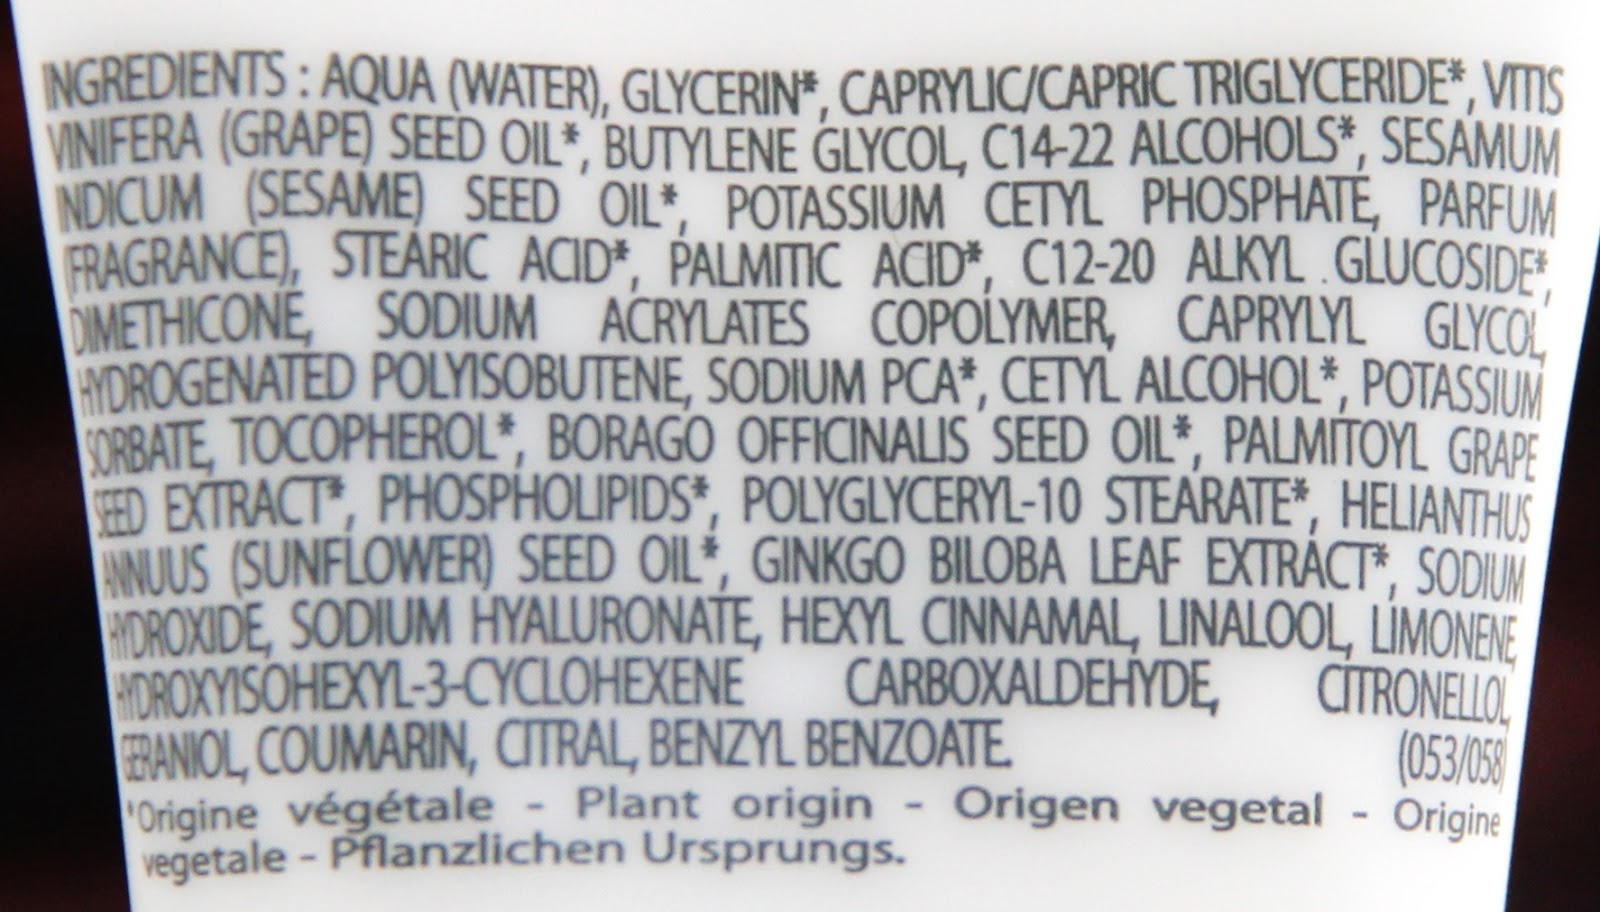 INGREDIENTS : AQUA (WATER), GLYCERIN*, CAPRYLIC/CAPRIC TRIGLYCERIDE*, VITIS
VINIFERA (GRAPE) SEED OIL*, BUTYLENE GLYCOL, C14-22 ALCOHOLS*, SESAMUM
INDICUM (SESAME) SEED OIL*, POTASSIUM CETYL PHOSPHATE, PARFUM
(FRAGRANCE), STEARIC ACID*, PALMITIC ACID*, C12-20 ALKYL GLUCOSIDE*,
DIMETHICONE, SODIUM ACRYLATES COPOLYMER, CAPRYLYL GLYCOL,
HYDROGENATED POLYISOBUTENE, SODIUM PCA*, CETYL ALCOHOL*, POTASSIUM
SORBATE, TOCOPHEROL*, BORAGO OFFICINALIS SEED OIL*, PALMITOYL GRAPE
SEED EXTRACT*, PHOSPHOLIPIDS*, POLYGLYCERYL-10 STEARATE*, HELIANTHUS
ANNUUS (SUNFLOWER) SEED OIL*, GINKGO BILOBA LEAF EXTRACT*, SODIUM
HYDROXIDE, SODIUM HYALURONATE, HEXYL CINNAMAL, LINALOOL, LIMONENE,
HYDROXYISOHEXYL-3-CYCLOHEXENE CARBOXALDEHYDE, CITRONELLOL,
GERANIOL, COUMARIN, CITRAL, BENZYL BENZOATE. (053/058)
*Origine végétale - Plant origin - Origen vegetal - Origine
vegetale - Pflanzlichen Ursprungs.